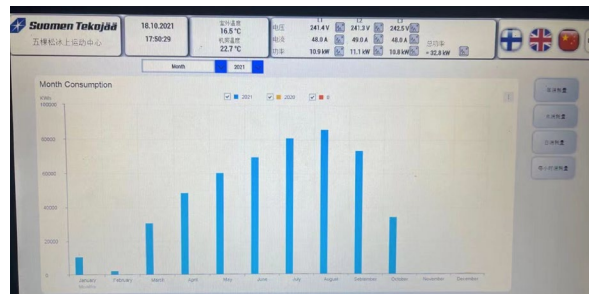 Suomen Tekojää
五棵松冰上运动中心
18.10.2021
17:50:29
室外温度
16.5 °C
机房温度
22.7 °C
L1 L2 L3
电压 241.4 V 241.3 V 242.5 V
电流 48.0 A 49.0 A 48.0 A
功率 10.9 kW 11.1 kW 10.8 kW
总功率
= 32.8 kW
Month 2021
Month Consumption
kWh
2021 2020 0
100000
80000
60000
40000
20000
0
January February March April May June July August September October November December
Months